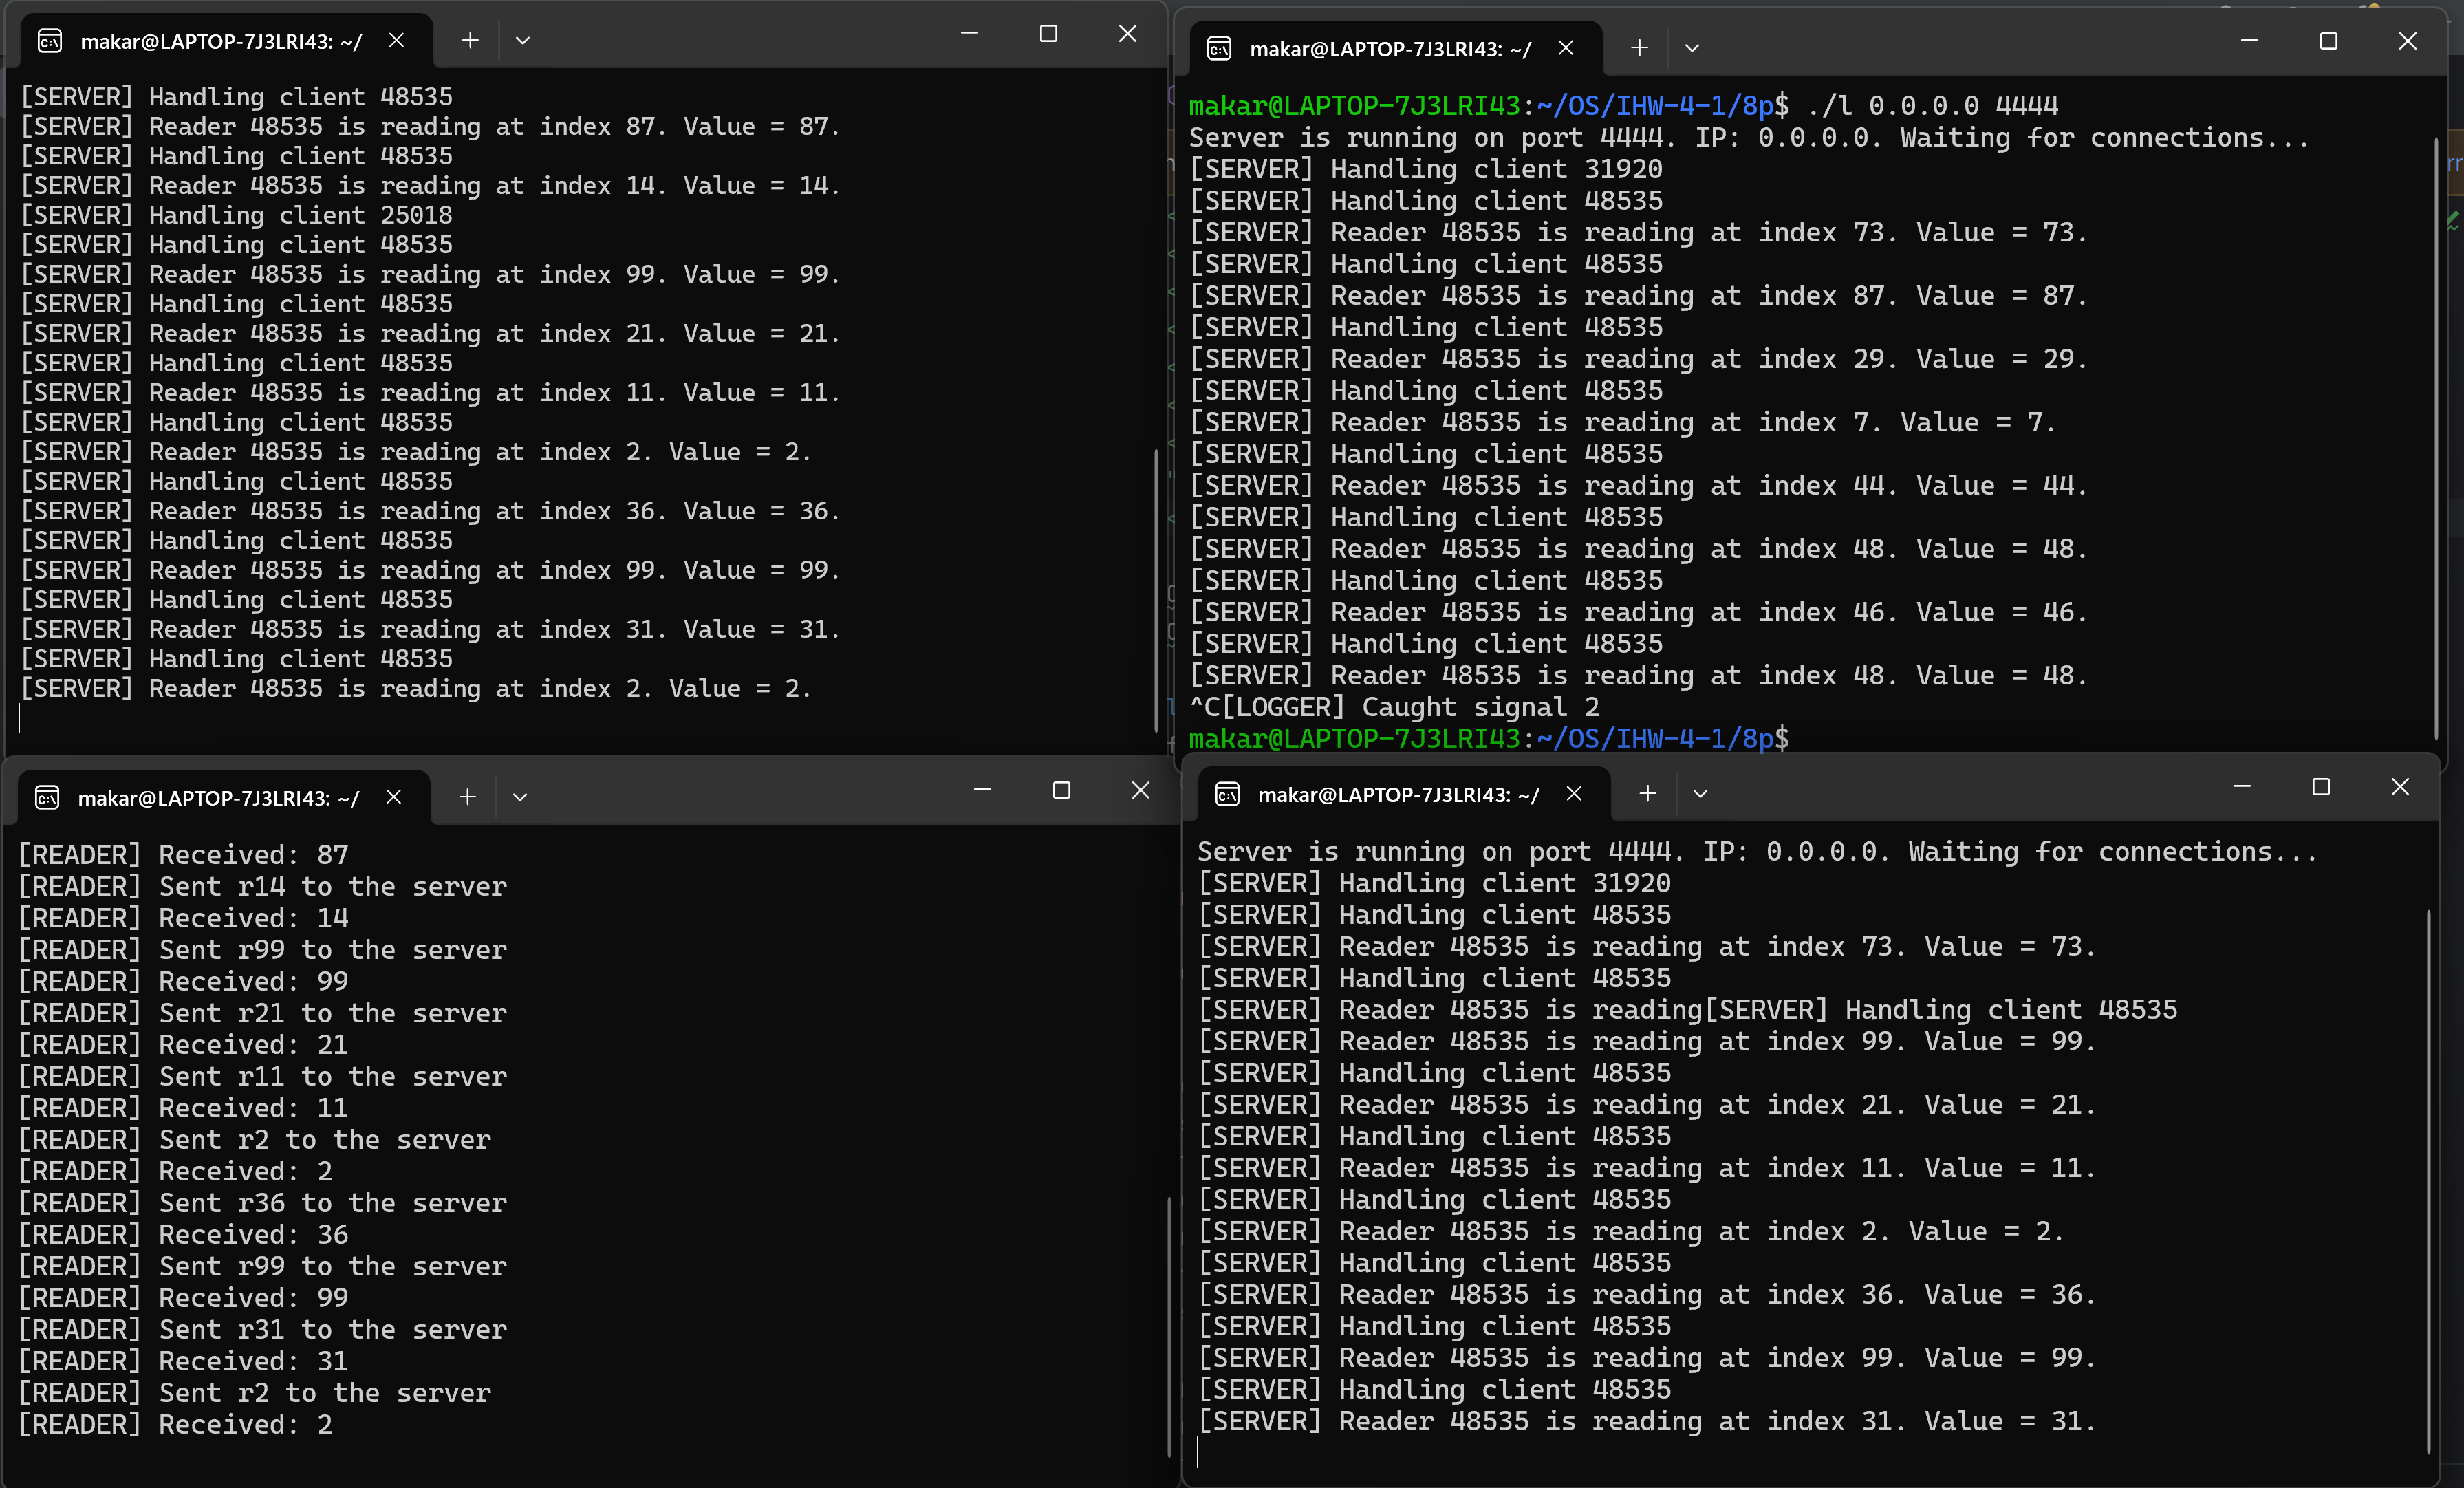 makar@LAPTOP-7J3LRI43: ~/
[SERVER] Handling client 48535
[SERVER] Reader 48535 is reading at index 87. Value = 87.
[SERVER] Handling client 48535
[SERVER] Reader 48535 is reading at index 14. Value = 14.
[SERVER] Handling client 25018
[SERVER] Handling client 48535
[SERVER] Reader 48535 is reading at index 99. Value = 99.
[SERVER] Handling client 48535
[SERVER] Reader 48535 is reading at index 21. Value = 21.
[SERVER] Handling client 48535
[SERVER] Reader 48535 is reading at index 11. Value = 11.
[SERVER] Handling client 48535
[SERVER] Reader 48535 is reading at index 2. Value = 2.
[SERVER] Handling client 48535
[SERVER] Reader 48535 is reading at index 36. Value = 36.
[SERVER] Handling client 48535
[SERVER] Reader 48535 is reading at index 99. Value = 99.
[SERVER] Handling client 48535
[SERVER] Reader 48535 is reading at index 31. Value = 31.
[SERVER] Handling client 48535
[SERVER] Reader 48535 is reading at index 2. Value = 2.
makar@LAPTOP-7J3LRI43: ~/
makar@LAPTOP-7J3LRI43:~/OS/IHW-4-1/8p$ ./l 0.0.0.0 4444
Server is running on port 4444. IP: 0.0.0.0. Waiting for connections...
[SERVER] Handling client 31920
[SERVER] Handling client 48535
[SERVER] Reader 48535 is reading at index 73. Value = 73.
[SERVER] Handling client 48535
[SERVER] Reader 48535 is reading at index 87. Value = 87.
[SERVER] Handling client 48535
[SERVER] Reader 48535 is reading at index 29. Value = 29.
[SERVER] Handling client 48535
[SERVER] Reader 48535 is reading at index 7. Value = 7.
[SERVER] Handling client 48535
[SERVER] Reader 48535 is reading at index 44. Value = 44.
[SERVER] Handling client 48535
[SERVER] Reader 48535 is reading at index 48. Value = 48.
[SERVER] Handling client 48535
[SERVER] Reader 48535 is reading at index 46. Value = 46.
[SERVER] Handling client 48535
[SERVER] Reader 48535 is reading at index 48. Value = 48.
^C[LOGGER] Caught signal 2
makar@LAPTOP-7J3LRI43:~/OS/IHW-4-1/8p$
makar@LAPTOP-7J3LRI43: ~/
[READER] Received: 87
[READER] Sent r14 to the server
[READER] Received: 14
[READER] Sent r99 to the server
[READER] Received: 99
[READER] Sent r21 to the server
[READER] Received: 21
[READER] Sent r11 to the server
[READER] Received: 11
[READER] Sent r2 to the server
[READER] Received: 2
[READER] Sent r36 to the server
[READER] Received: 36
[READER] Sent r99 to the server
[READER] Received: 99
[READER] Sent r31 to the server
[READER] Received: 31
[READER] Sent r2 to the server
[READER] Received: 2
makar@LAPTOP-7J3LRI43: ~/
Server is running on port 4444. IP: 0.0.0.0. Waiting for connections...
[SERVER] Handling client 31920
[SERVER] Handling client 48535
[SERVER] Reader 48535 is reading at index 73. Value = 73.
[SERVER] Handling client 48535
[SERVER] Reader 48535 is reading[SERVER] Handling client 48535
[SERVER] Reader 48535 is reading at index 99. Value = 99.
[SERVER] Handling client 48535
[SERVER] Reader 48535 is reading at index 21. Value = 21.
[SERVER] Handling client 48535
[SERVER] Reader 48535 is reading at index 11. Value = 11.
[SERVER] Handling client 48535
[SERVER] Reader 48535 is reading at index 2. Value = 2.
[SERVER] Handling client 48535
[SERVER] Reader 48535 is reading at index 36. Value = 36.
[SERVER] Handling client 48535
[SERVER] Reader 48535 is reading at index 99. Value = 99.
[SERVER] Handling client 48535
[SERVER] Reader 48535 is reading at index 31. Value = 31.